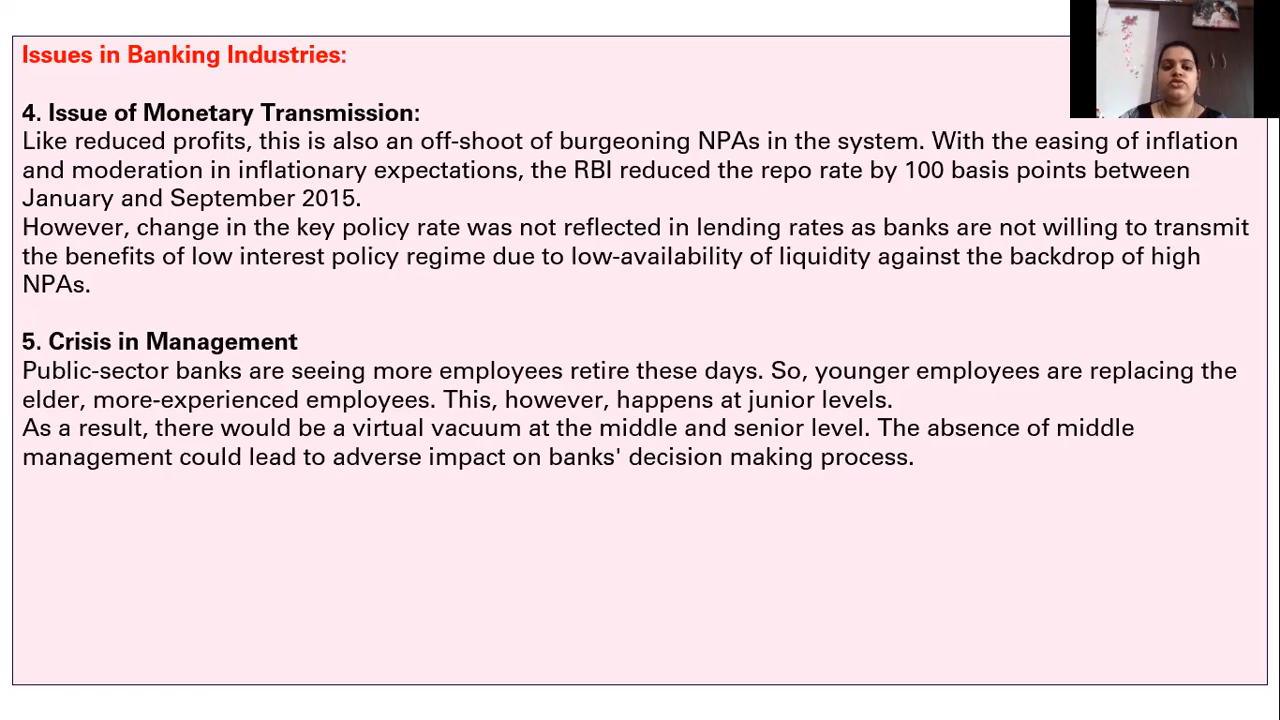 Issues in Banking Industries:
4. Issue of Monetary Transmission:
Like reduced profits, this is also an off-shoot of burgeoning NPAs in the system. With the easing of inflation
and moderation in inflationary expectations, the RBI reduced the repo rate by 100 basis points between
January and September 2015.
However, change in the key policy rate was not reflected in lending rates as banks are not willing to transmit
the benefits of low interest policy regime due to low-availability of liquidity against the backdrop of high
NPAs.
5. Crisis in Management
Public-sector banks are seeing more employees retire these days. So, younger employees are replacing the
elder, more-experienced employees. This, however, happens at junior levels.
As a result, there would be a virtual vacuum at the middle and senior level. The absence of middle
management could lead to adverse impact on banks' decision making process.